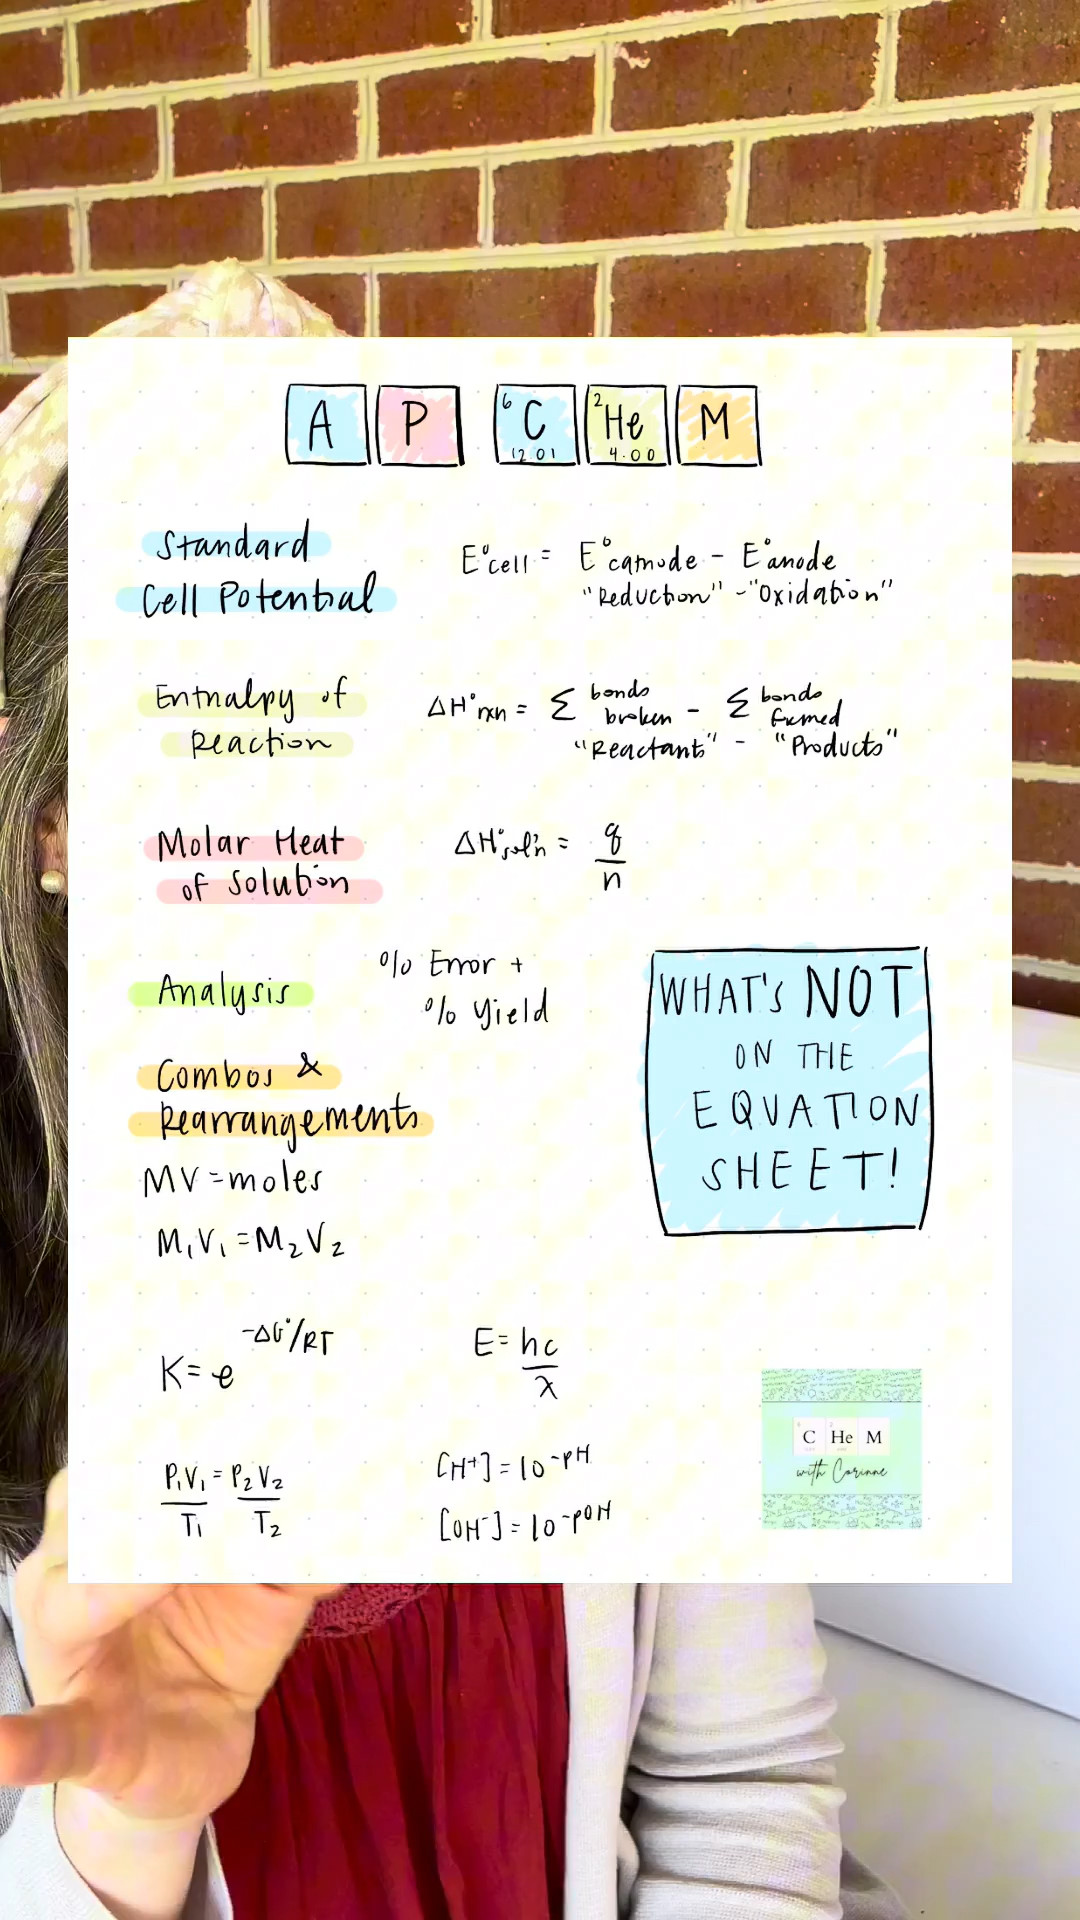 A P C He M
6 2
12.01 4.00
Standard
Cell Potential
E°cell = E°cathode - E°anode
"Reduction" - "Oxidation"
Enthalpy of
Reaction
ΔH°rxn = Σ bonds broken - Σ bonds formed
"Reactants" - "Products"
Molar Heat
of Solution
ΔH°sol'n = q/n
Analysis
% Error +
% Yield
WHAT'S NOT
ON THE
EQUATION
SHEET!
Combos &
Rearrangements
MV = moles
M₁V₁ = M₂V₂
K = e^-ΔG°/RT
E = hc/λ
P₁V₁/T₁ = P₂V₂/T₂
[H⁺] = 10^-pH
[OH⁻] = 10^-pOH
C He M
with Corinne